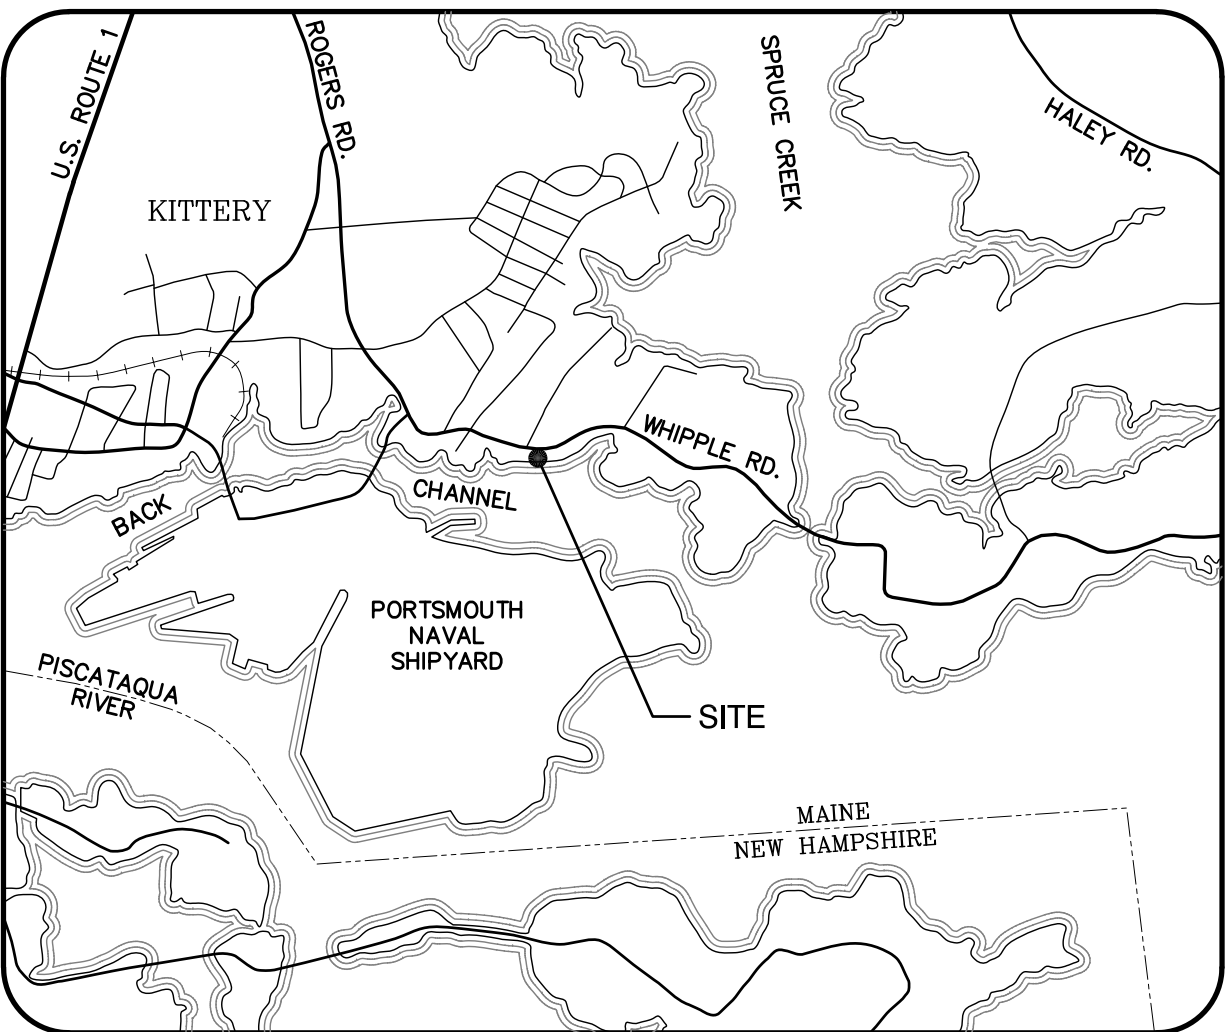 U.S. ROUTE 1
ROGERS RD.
SPRUCE CREEK
HALEY RD.
KITTERY
WHIPPLE RD.
BACK
CHANNEL
PORTSMOUTH
NAVAL
SHIPYARD
PISCATAQUA
RIVER
SITE
MAINE
NEW HAMPSHIRE